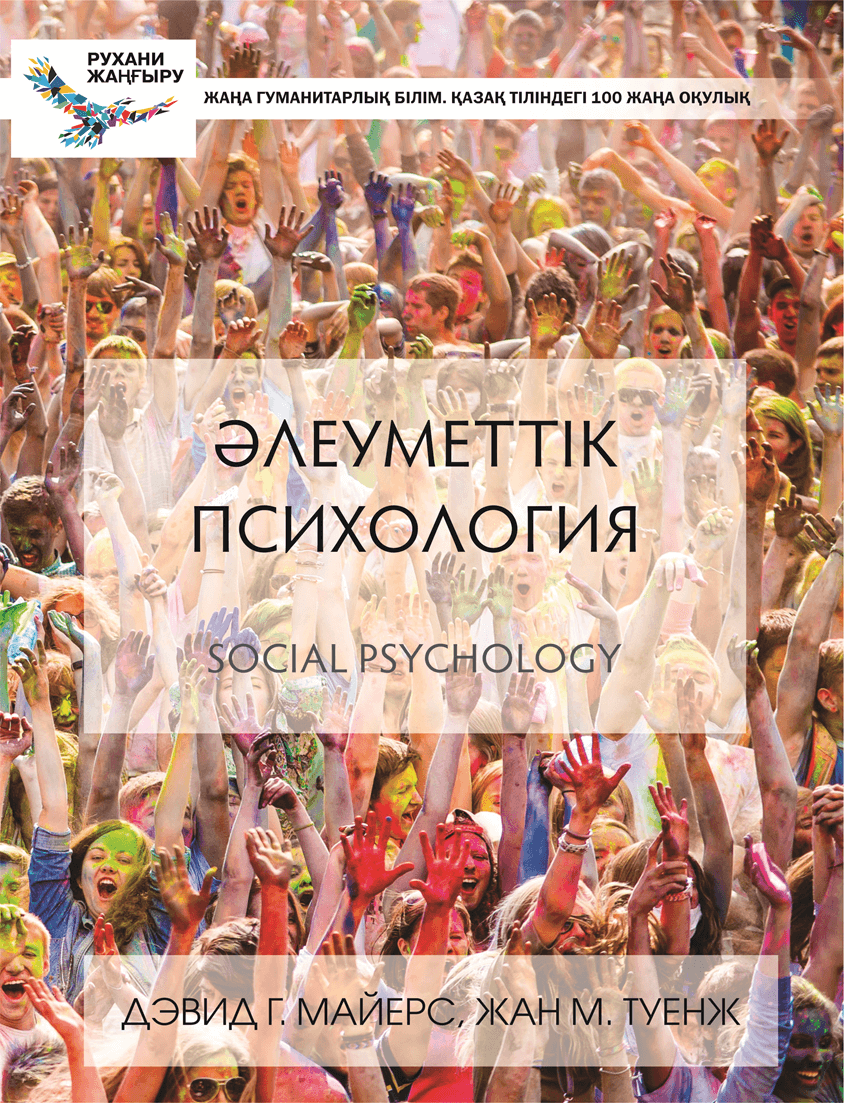 РУХАНИ
ЖАҢҒЫРУ
ЖАҢА ГУМАНИТАРЛЫҚ БІЛІМ. ҚАЗАҚ ТІЛІНДЕГІ 100 ЖАҢА ОҚУЛЫҚ
ӘЛЕУМЕТТІК
ПСИХОЛОГИЯ
SOCIAL PSYCHOLOGY
ДЭВИД Г. МАЙЕРС, ЖАН М. ТУЕНЖ